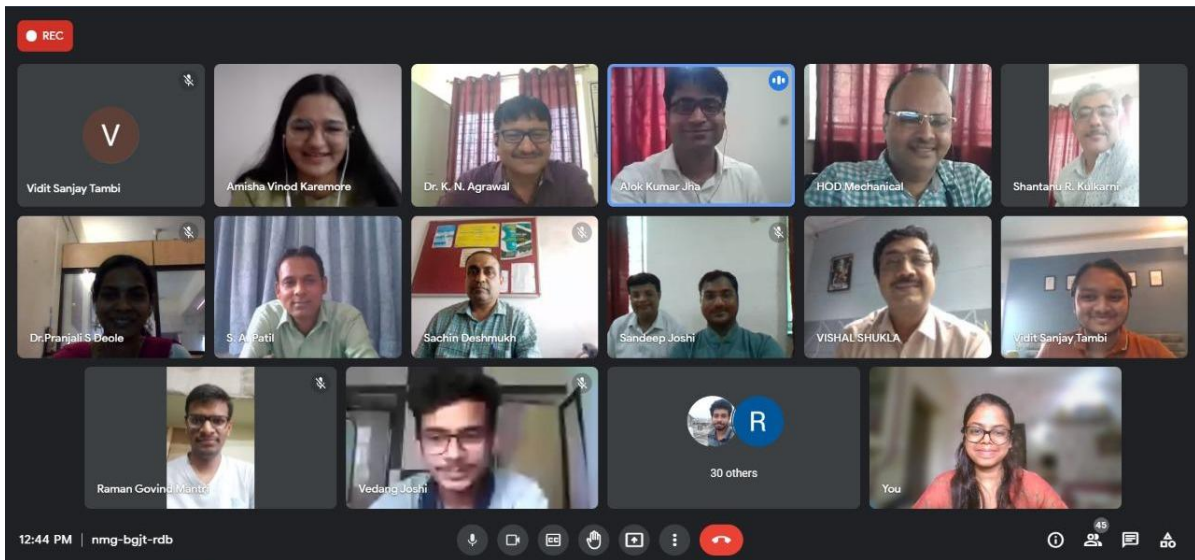 REC
V
Vidit Sanjay Tambi
Amisha Vinod Karemore
Dr. K. N. Agrawal
Alok Kumar Jha
HOD Mechanical
Shantanu R. Kulkarni
Dr.Pranjali S Deole
S. A. Patil
Sachin Deshmukh
Sandeep Joshi
VISHAL SHUKLA
Vidit Sanjay Tambi
Raman Govind Mantri
Vedang Joshi
R
30 others
You
12:44 PM | nmg-bgjt-rdb
CC
45